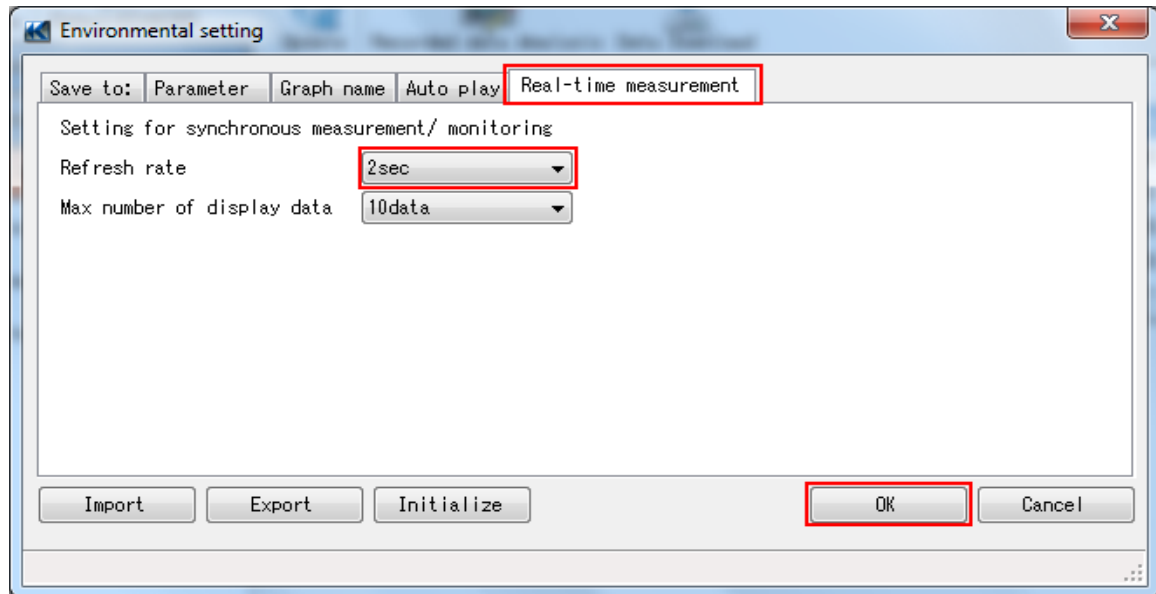 Environmental setting
Save to: Parameter Graph name Auto play Real-time measurement
Setting for synchronous measurement/ monitoring
Refresh rate 2sec
Max number of display data 10data
Import Export Initialize OK Cancel